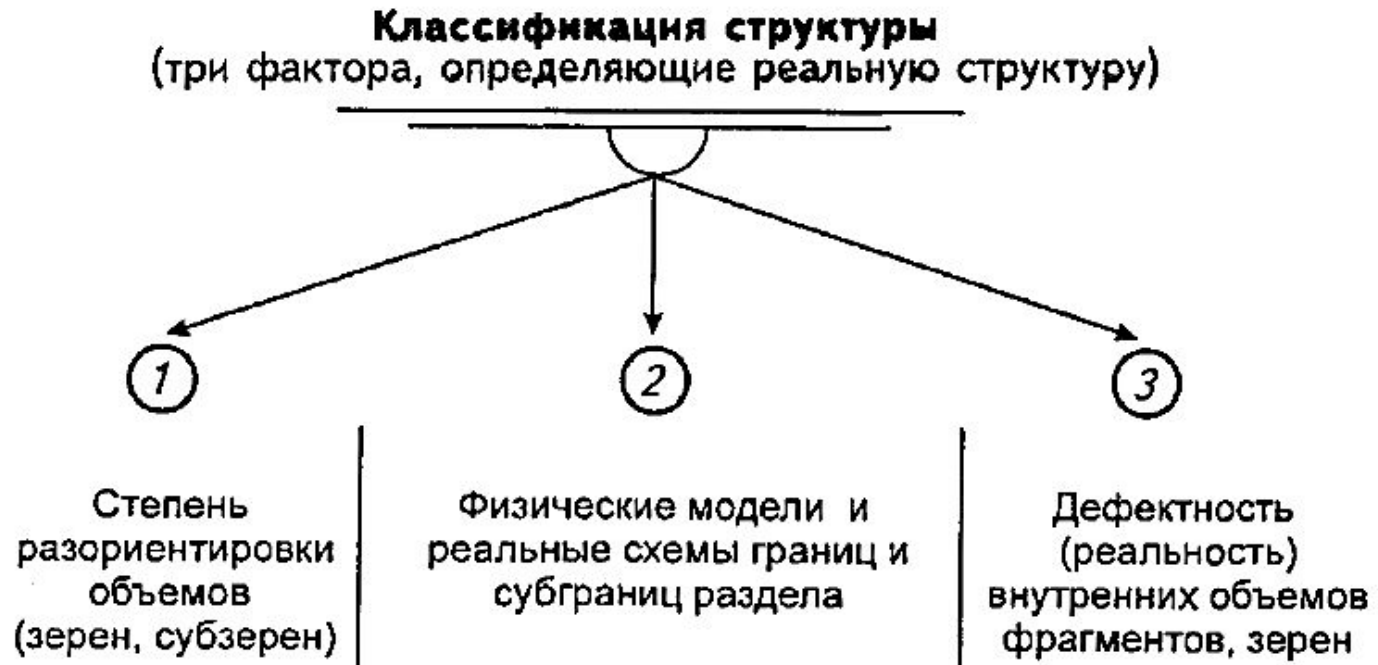 Классификация структуры
(три фактора, определяющие реальную структуру)
1
2
3
Степень
разориентировки
объемов
(зерен, субзерен)
Физические модели и
реальные схемы границ и
субграниц раздела
Дефектность
(реальность)
внутренних объемов
фрагментов, зерен